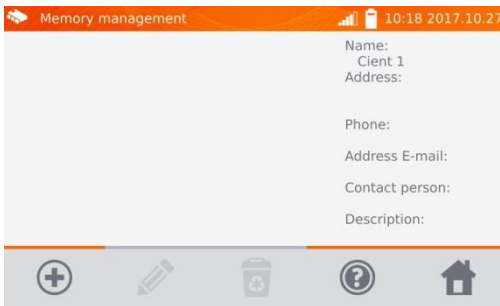 Memory management
10:18 2017.10.27
Name:
Cient 1
Address:
Phone:
Address E-mail:
Contact person:
Description: